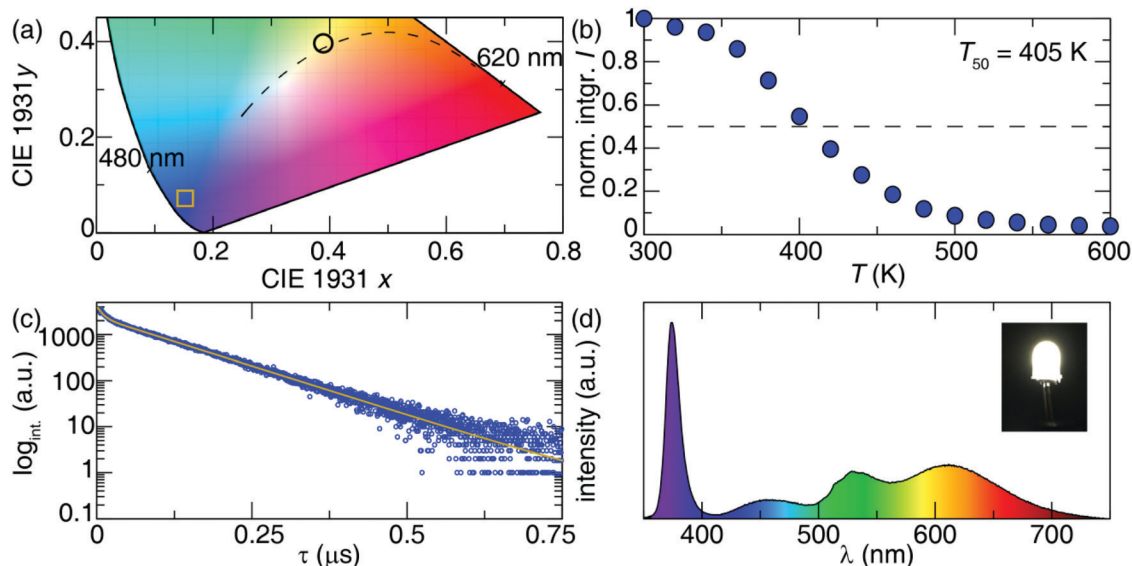 (a)
0.4
0.2
0
CIE 1931 y
480 nm
620 nm
0 0.2 0.4 0.6 0.8
CIE 1931 x
(b)
1
0.8
0.6
0.4
0.2
0
norm. intgr. I
T50 = 405 K
300 400 500 600
T (K)
(c)
1000
100
10
1
0.1
log int. (a.u.)
0 0.25 0.5 0.75
τ (μs)
(d)
intensity (a.u.)
400 500 600 700
λ (nm)